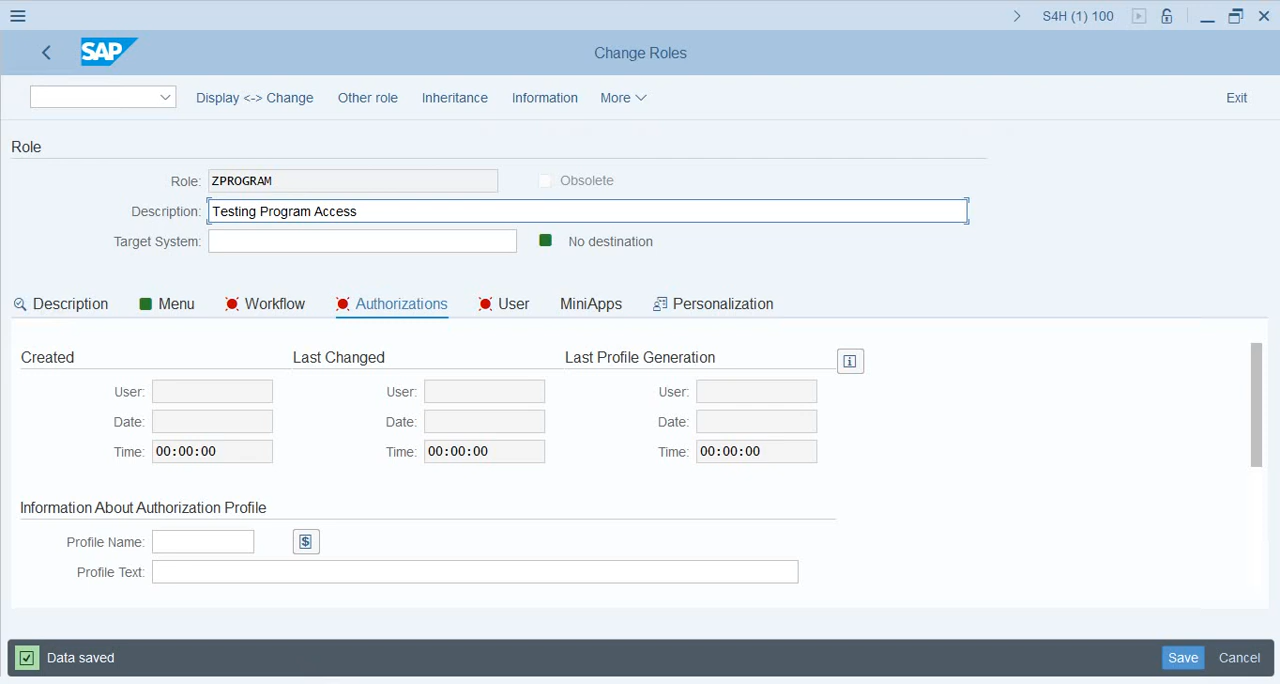 S4H (1) 100
SAP
Change Roles
Display <-> Change Other role Inheritance Information More Exit
Role
Role: ZPROGRAM Obsolete
Description: Testing Program Access
Target System: No destination
Description Menu Workflow Authorizations User MiniApps Personalization
Created Last Changed Last Profile Generation
User: User: User:
Date: Date: Date:
Time: 00:00:00 Time: 00:00:00 Time: 00:00:00
Information About Authorization Profile
Profile Name:
Profile Text:
Data saved Save Cancel